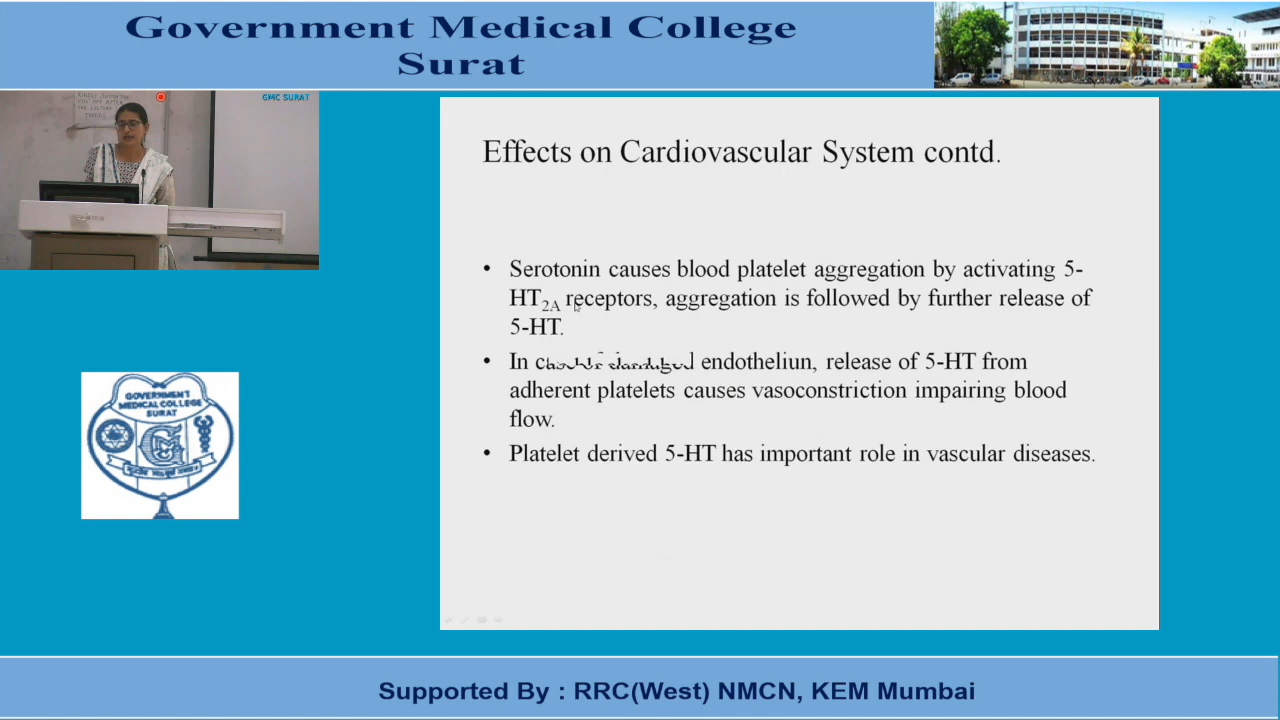 Government Medical College
Surat
GMC SURAT
Effects on Cardiovascular System contd.
• Serotonin causes blood platelet aggregation by activating 5-
HT2A receptors, aggregation is followed by further release of
5-HT.
• In case of damaged endotheliun, release of 5-HT from
adherent platelets causes vasoconstriction impairing blood
flow.
• Platelet derived 5-HT has important role in vascular diseases.
GOVERNMENT
MEDICAL COLLEGE
SURAT
Supported By : RRC(West) NMCN, KEM Mumbai